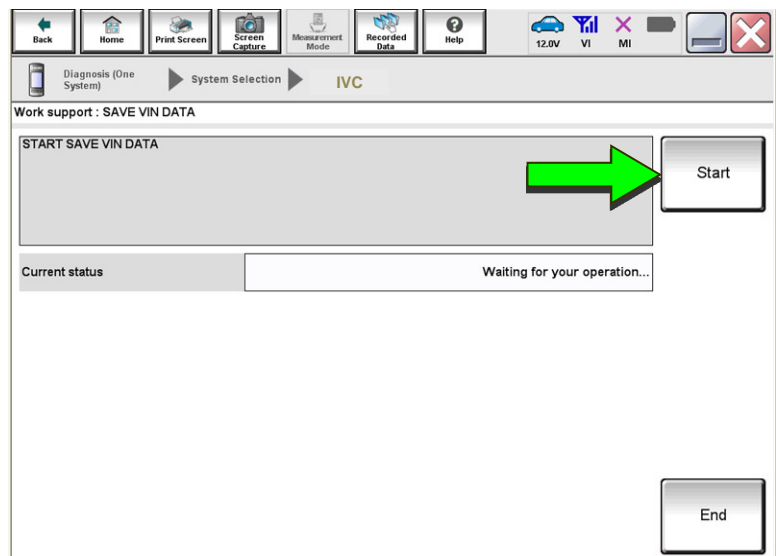 Back
Home
Print Screen
Screen
Capture
Measurement
Mode
Recorded
Data
Help
12.0V
VI
MI
Diagnosis (One
System)
System Selection
IVC
Work support : SAVE VIN DATA
START SAVE VIN DATA
Start
Current status
Waiting for your operation...
End